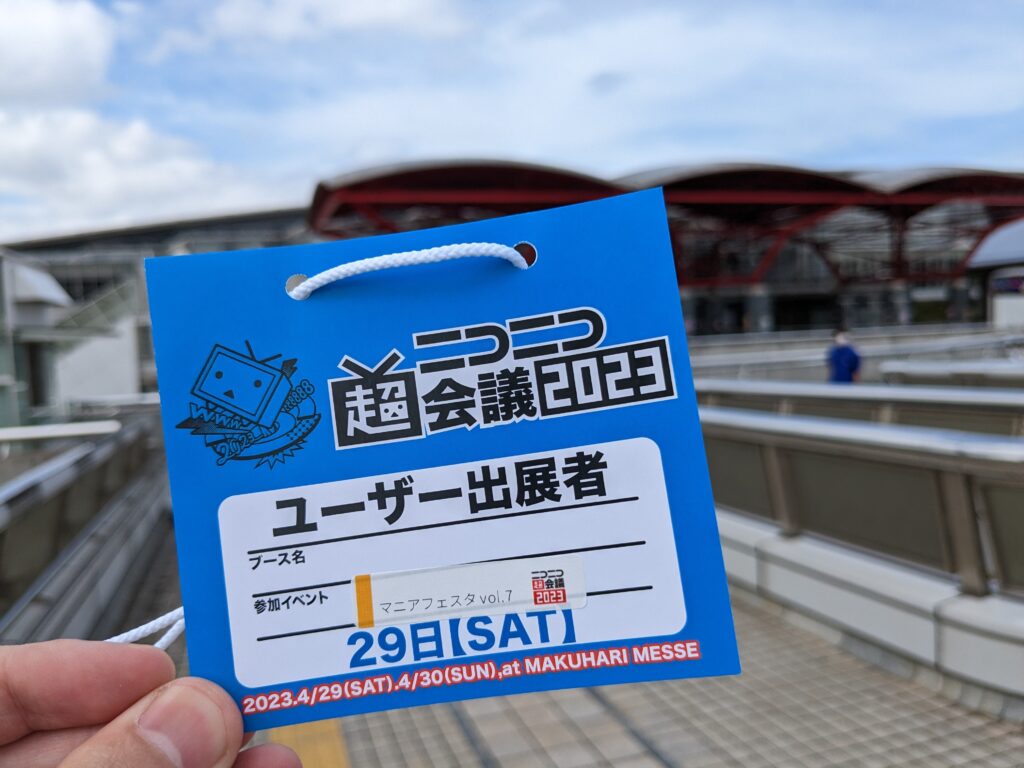 ニコニコ
超会議2023
ユーザー出展者
ブース名
参加イベント
マニアフェスタ vol.7
ニコニコ
超会議
2023
29日【SAT】
2023.4/29(SAT).4/30(SUN),at MAKUHARI MESSE